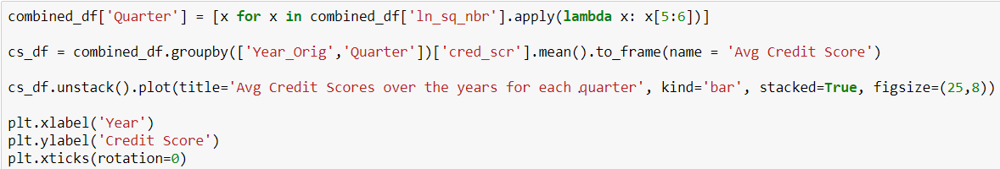 combined_df['Quarter'] = [x for x in combined_df['ln_sq_nbr'].apply(lambda x: x[5:6])]
cs_df = combined_df.groupby(['Year_Orig','Quarter'])['cred_scr'].mean().to_frame(name = 'Avg Credit Score')
cs_df.unstack().plot(title='Avg Credit Scores over the years for each quarter', kind='bar', stacked=True, figsize=(25,8))
plt.xlabel('Year')
plt.ylabel('Credit Score')
plt.xticks(rotation=0)